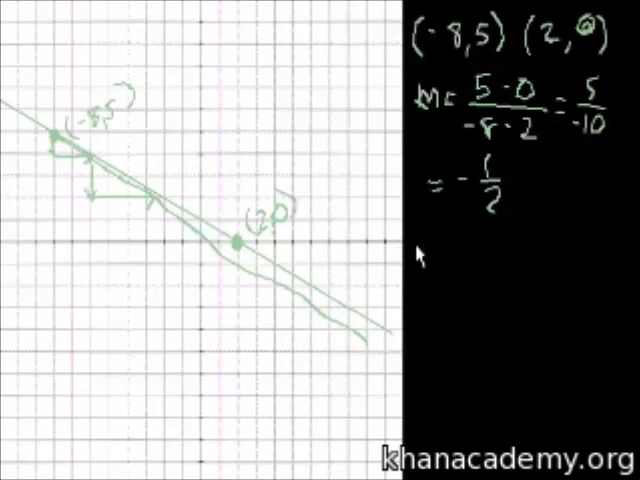 (-8,5) (2,0)
m = 5 - 0 / -8 - 2 = 5 / -10
= - 1 / 2
(-8,5)
(2,0)
khanacademy.org